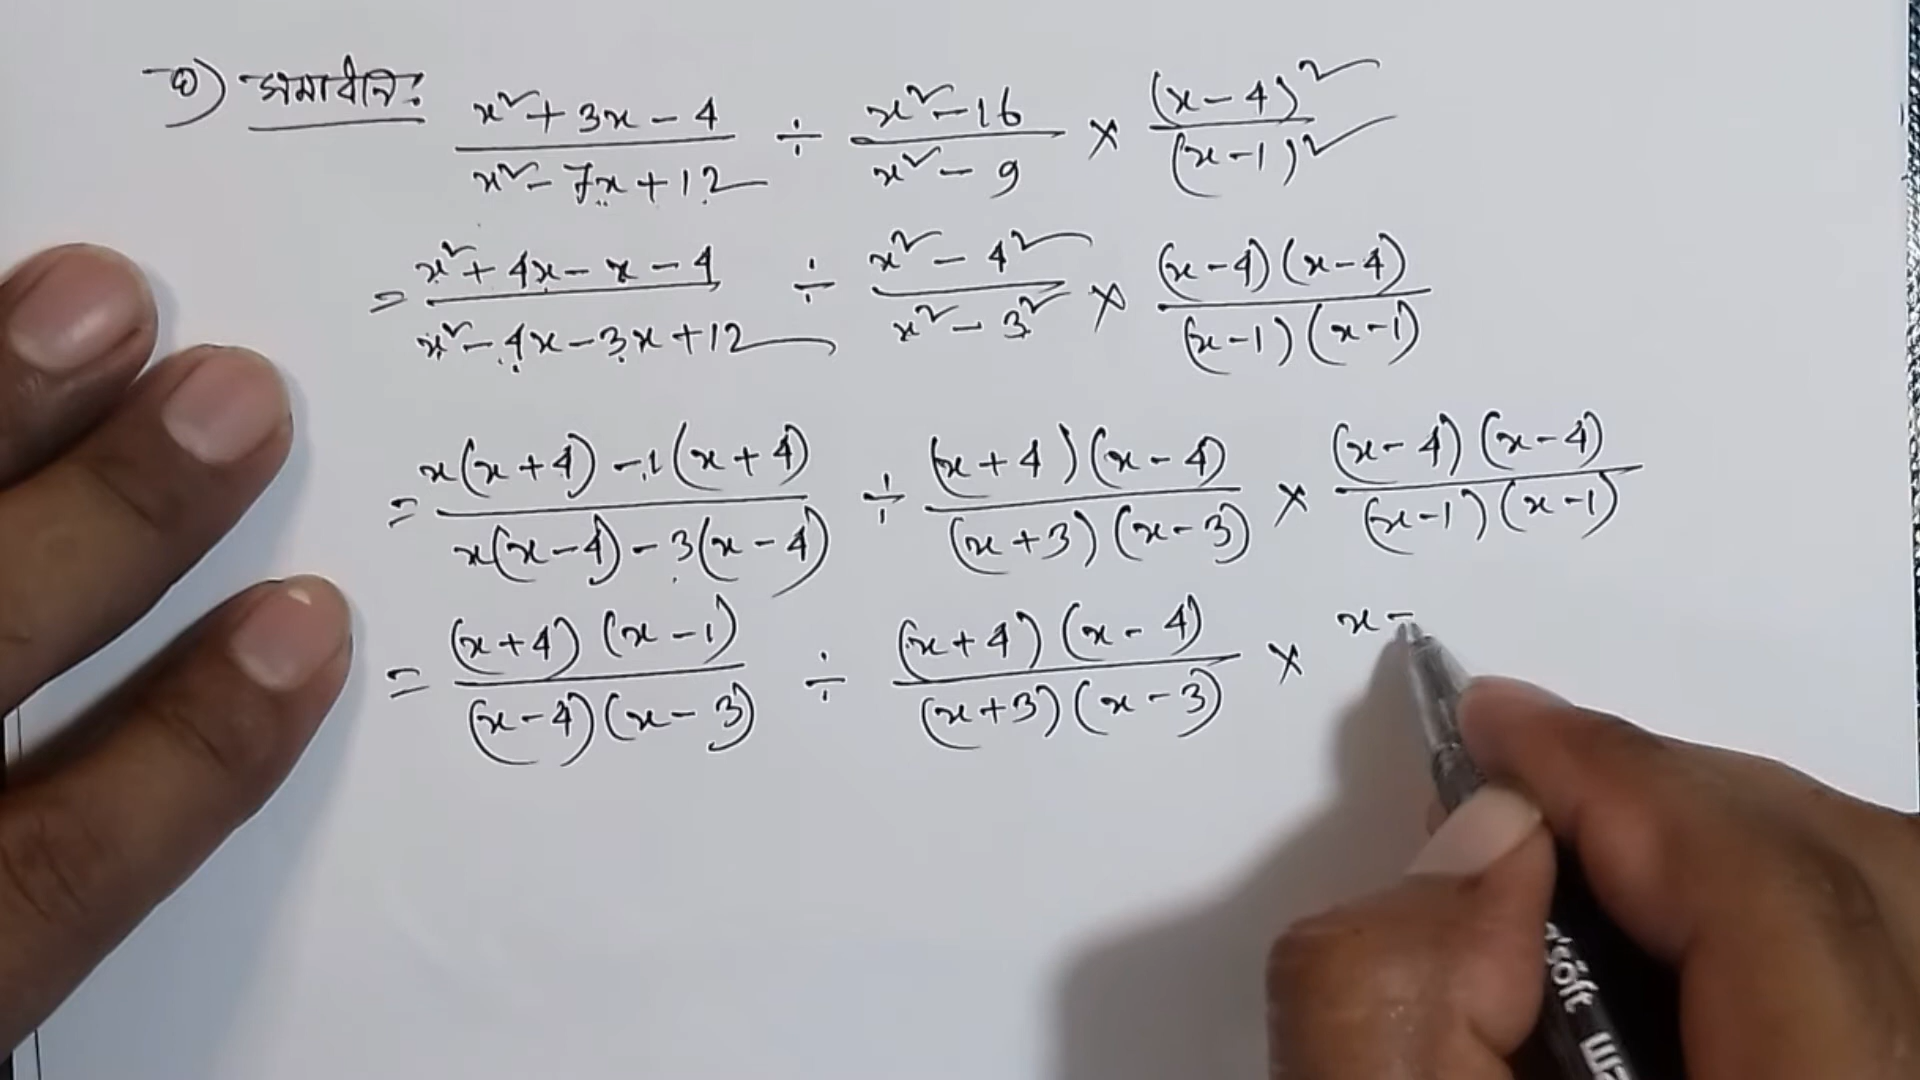 ঘ) সমাধান: (x²+3x-4)/(x²-7x+12) ÷ (x²-16)/(x²-9) × (x-4)²/(x-1)²
= (x²+4x-x-4)/(x²-4x-3x+12) ÷ (x²-4²)/(x²-3²) × (x-4)(x-4)/(x-1)(x-1)
= x(x+4)-1(x+4)/x(x-4)-3(x-4) ÷ (x+4)(x-4)/(x+3)(x-3) × (x-4)(x-4)/(x-1)(x-1)
= (x+4)(x-1)/(x-4)(x-3) ÷ (x+4)(x-4)/(x+3)(x-3) × x-